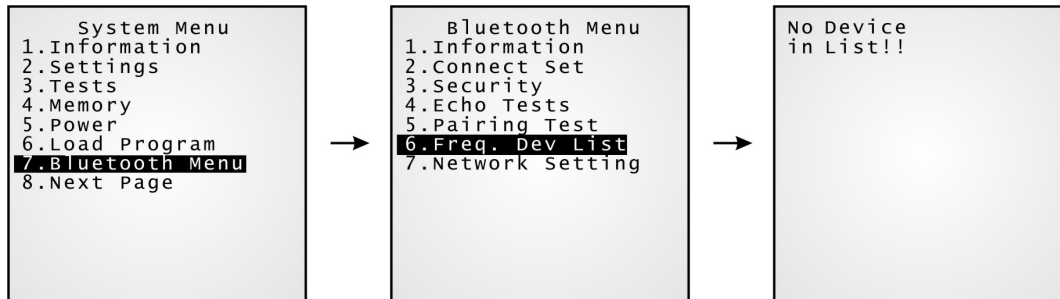 System Menu
1.Information
2.Settings
3.Tests
4.Memory
5.Power
6.Load Program
7.Bluetooth Menu
8.Next Page
Bluetooth Menu
1.Information
2.Connect Set
3.Security
4.Echo Tests
5.Pairing Test
6.Freq. Dev List
7.Network Setting
No Device
in List!!